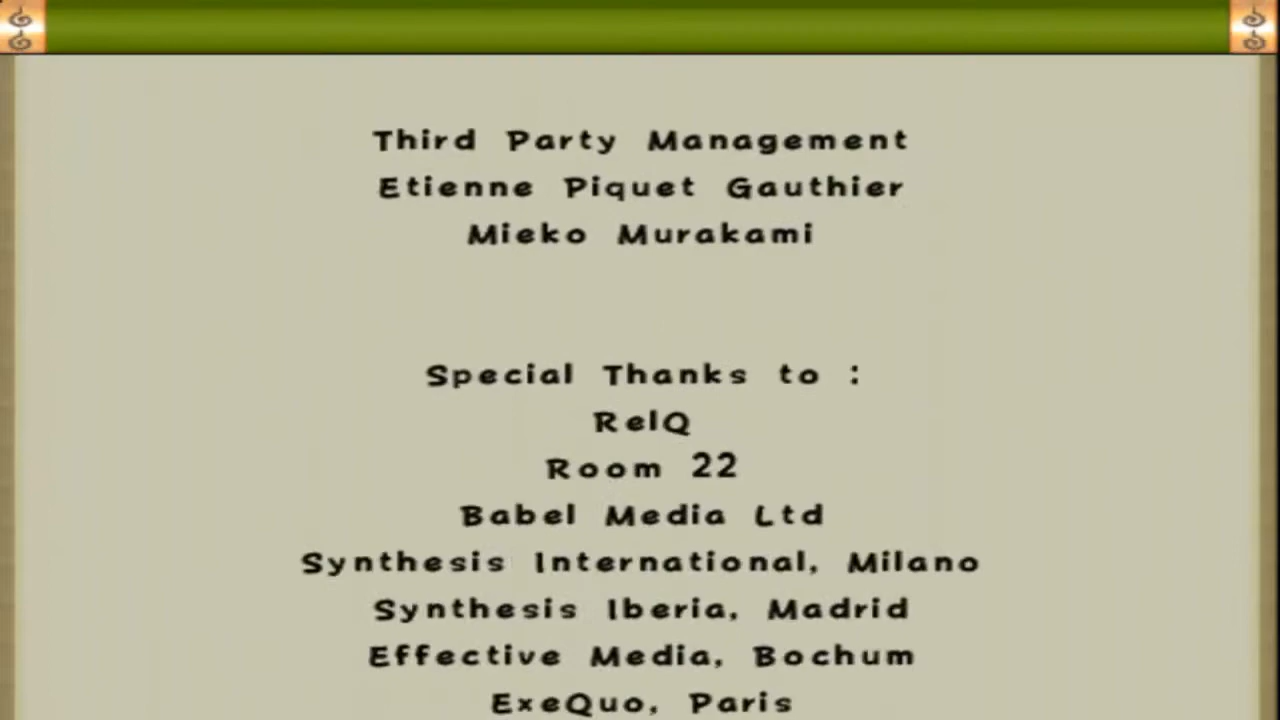 Third Party Management
Etienne Piquet Gauthier
Mieko Murakami
Special Thanks to :
RelQ
Room 22
Babel Media Ltd
Synthesis International, Milano
Synthesis Iberia, Madrid
Effective Media, Bochum
ExeQuo, Paris